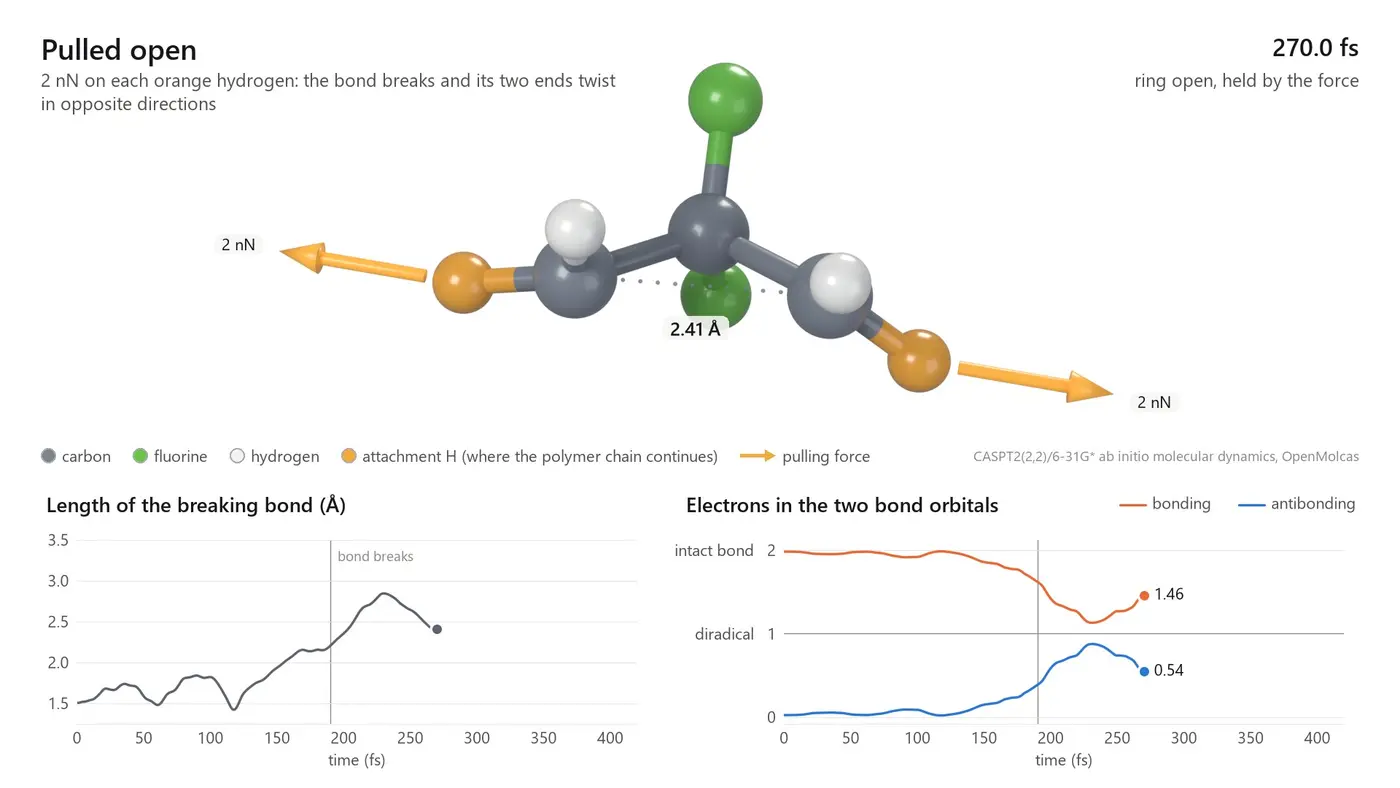 Pulled open
270.0 fs
2 nN on each orange hydrogen: the bond breaks and its two ends twist
in opposite directions
ring open, held by the force
2 nN
2.41 Å
2 nN
carbon fluorine hydrogen attachment H (where the polymer chain continues) pulling force
CASPT2(2,2)/6-31G* ab initio molecular dynamics, OpenMolcas
Length of the breaking bond (Å)
3.5
3.0
2.5
2.0
1.5
bond breaks
0 50 100 150 200 250 300 350 400
time (fs)
Electrons in the two bond orbitals
bonding antibonding
intact bond 2
diradical 1
0
1.46
0.54
0 50 100 150 200 250 300 350 400
time (fs)